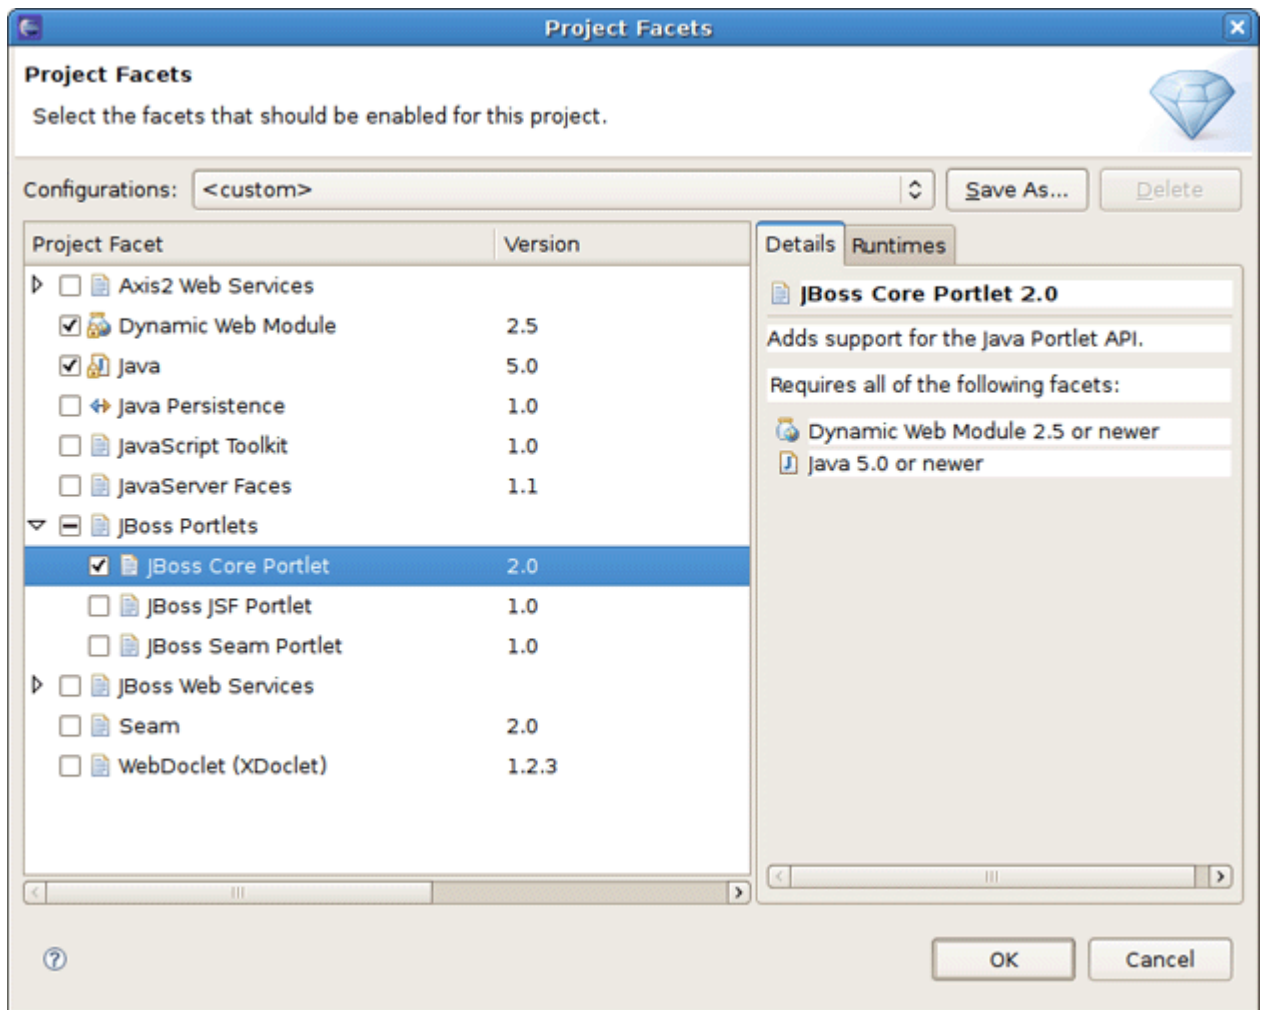 Project Facets
Project Facets
Select the facets that should be enabled for this project.
Configurations: <custom> Save As... Delete
Project Facet Version Details Runtimes
Axis2 Web Services
JBoss Core Portlet 2.0
Dynamic Web Module 2.5
Adds support for the Java Portlet API.
Java 5.0
Requires all of the following facets:
Java Persistence 1.0
Dynamic Web Module 2.5 or newer
JavaScript Toolkit 1.0
Java 5.0 or newer
JavaServer Faces 1.1
JBoss Portlets
JBoss Core Portlet 2.0
JBoss JSF Portlet 1.0
JBoss Seam Portlet 1.0
JBoss Web Services
Seam 2.0
WebDoclet (XDoclet) 1.2.3
OK Cancel